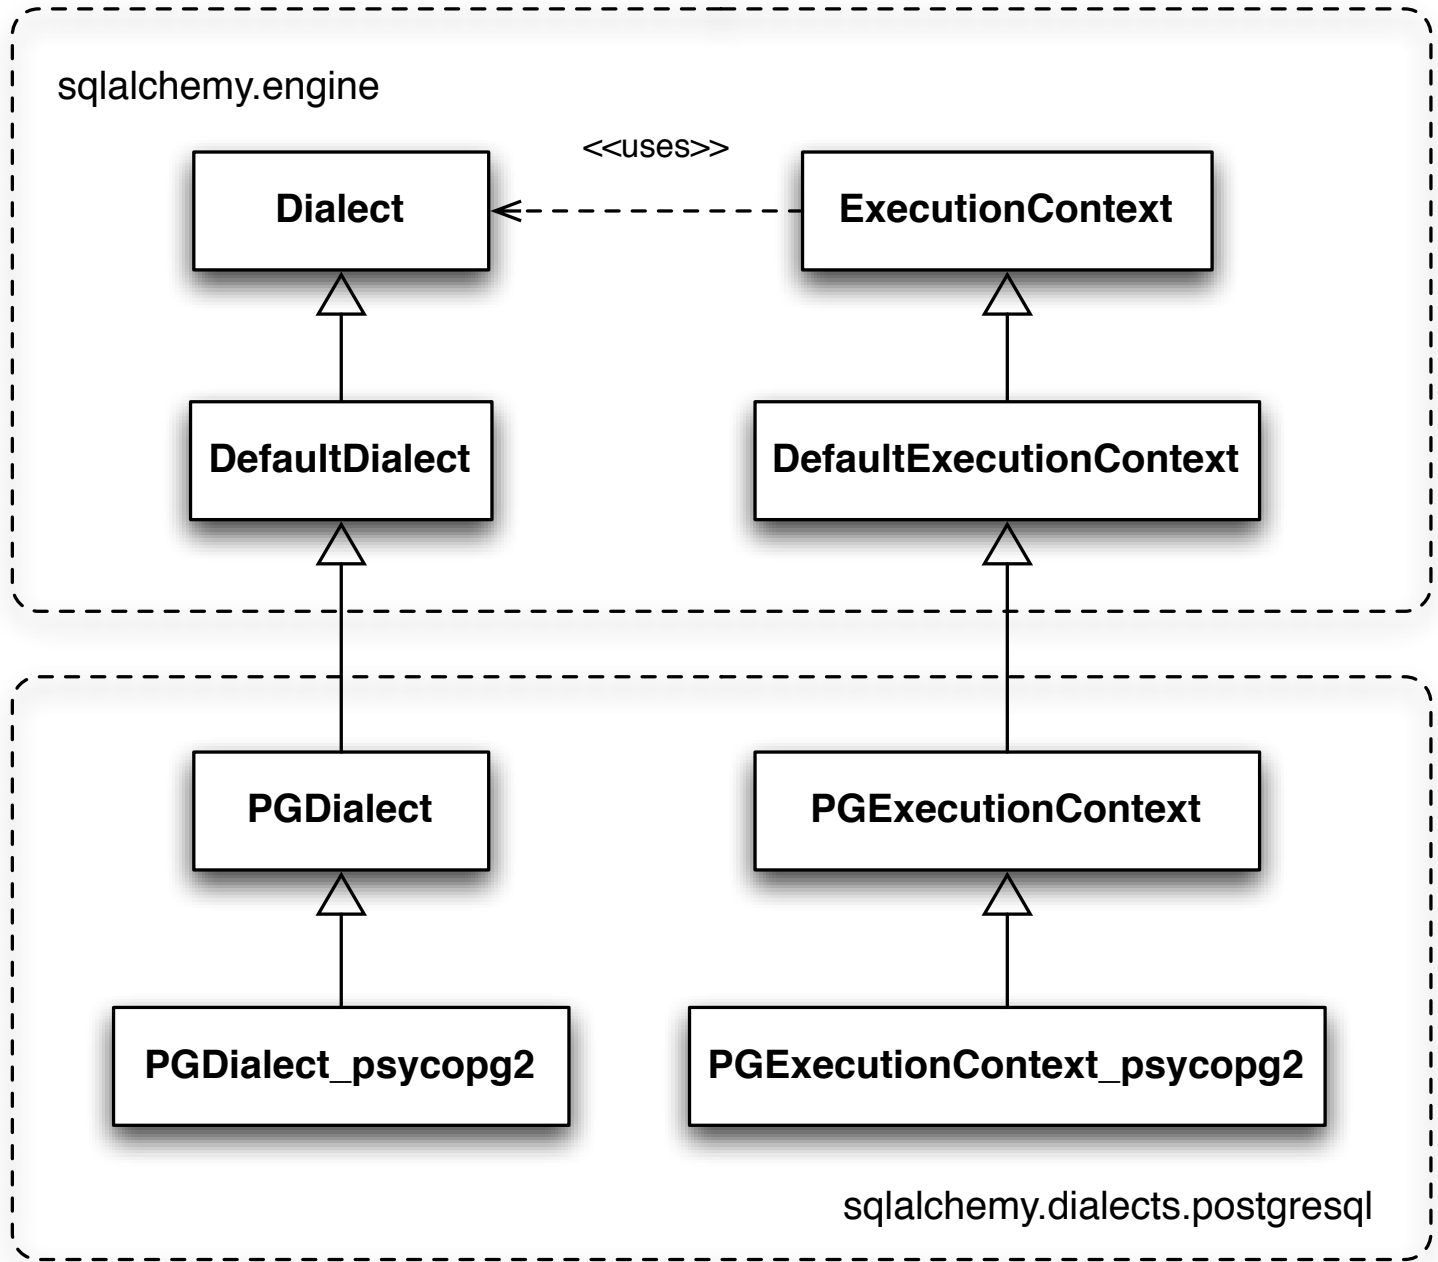 sqlalchemy.engine
<<uses>>
Dialect
ExecutionContext
DefaultDialect
DefaultExecutionContext
PGDialect
PGExecutionContext
PGDialect_psycopg2
PGExecutionContext_psycopg2
sqlalchemy.dialects.postgresql